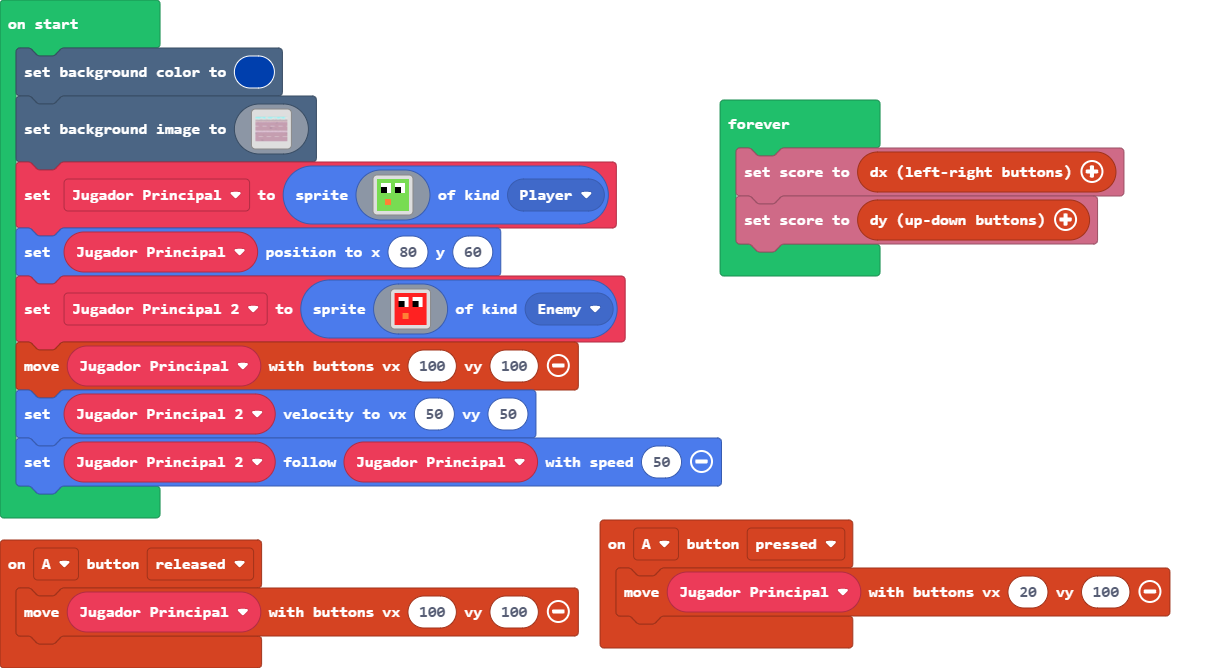 on start
set background color to
set background image to
set Jugador Principal to sprite of kind Player
set Jugador Principal position to x 80 y 60
set Jugador Principal 2 to sprite of kind Enemy
move Jugador Principal with buttons vx 100 vy 100
set Jugador Principal 2 velocity to vx 50 vy 50
set Jugador Principal 2 follow Jugador Principal with speed 50
forever
set score to dx (left-right buttons)
set score to dy (up-down buttons)
on A button released
move Jugador Principal with buttons vx 100 vy 100
on A button pressed
move Jugador Principal with buttons vx 20 vy 100